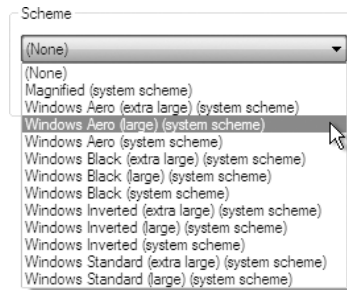 Scheme
(None)
(None)
Magnified (system scheme)
Windows Aero (extra large) (system scheme)
Windows Aero (large) (system scheme)
Windows Aero (system scheme)
Windows Black (extra large) (system scheme)
Windows Black (large) (system scheme)
Windows Black (system scheme)
Windows Inverted (extra large) (system scheme)
Windows Inverted (large) (system scheme)
Windows Inverted (system scheme)
Windows Standard (extra large) (system scheme)
Windows Standard (large) (system scheme)